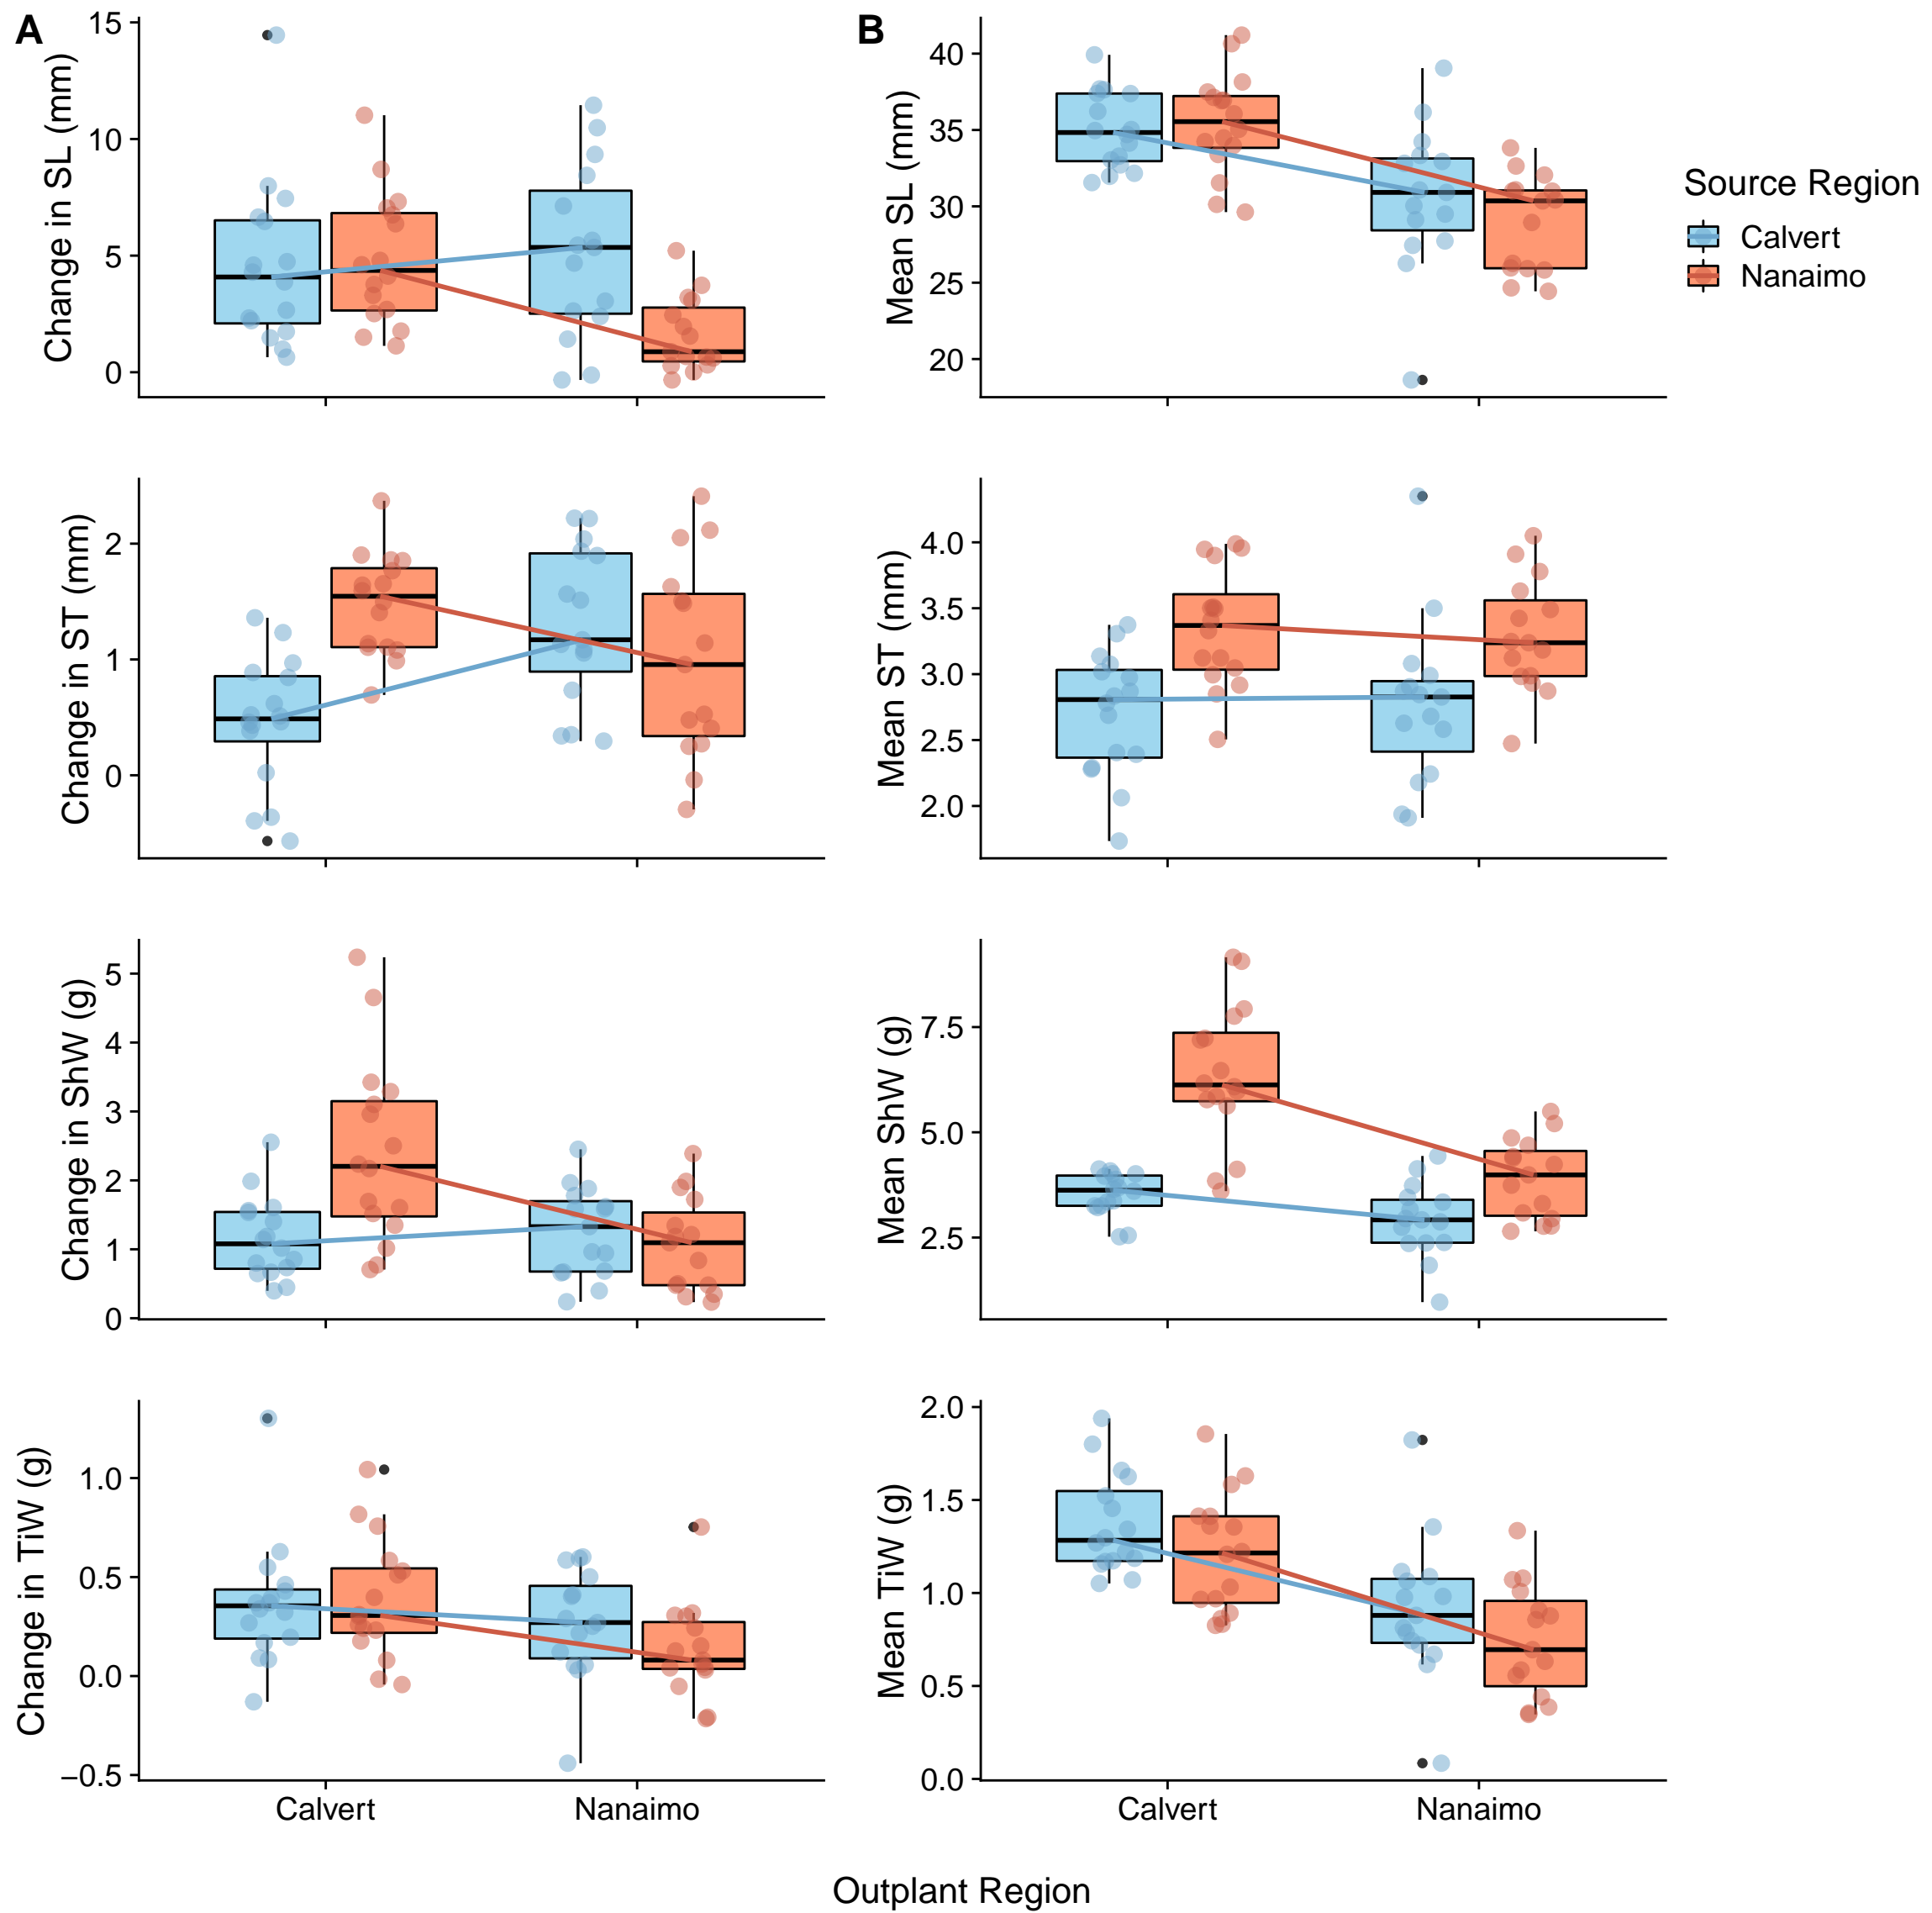 A
Change in SL (mm)
15
10
5
0
B
Mean SL (mm)
40
35
30
25
20
Source Region
Calvert
Nanaimo
Change in ST (mm)
2
1
0
Mean ST (mm)
4.0
3.5
3.0
2.5
2.0
Change in ShW (g)
5
4
3
2
1
0
Mean ShW (g)
7.5
5.0
2.5
Change in TiW (g)
1.0
0.5
0.0
−0.5
Calvert Nanaimo
Mean TiW (g)
2.0
1.5
1.0
0.5
0.0
Calvert Nanaimo
Outplant Region